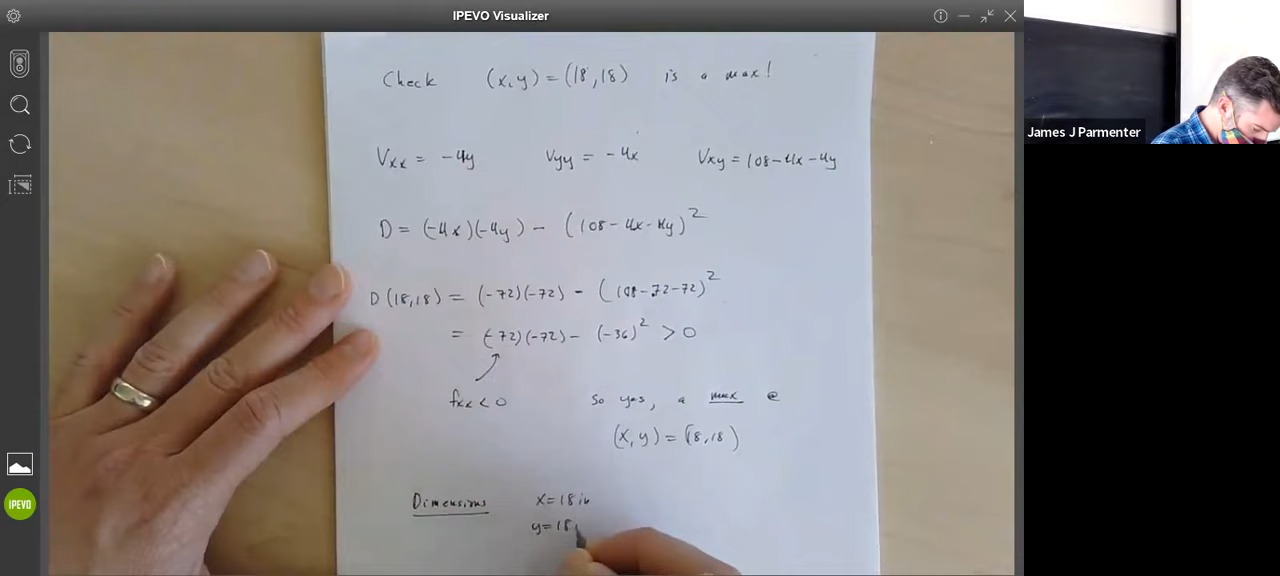 IPEVO Visualizer
James J Parmenter
Check (x,y) = (18,18) is a max!
Vxx = -4y Vyy = -4x Vxy = 108-4x-4y
D = (-4x)(-4y) - (108-4x-4y)²
D(18,18) = (-72)(-72) - (108-72-72)²
= (-72)(-72) - (-36)² > 0
fxx < 0 So yes, a max @
(x,y) = (18,18)
Dimensions x=18 in
y=18
IPEVO